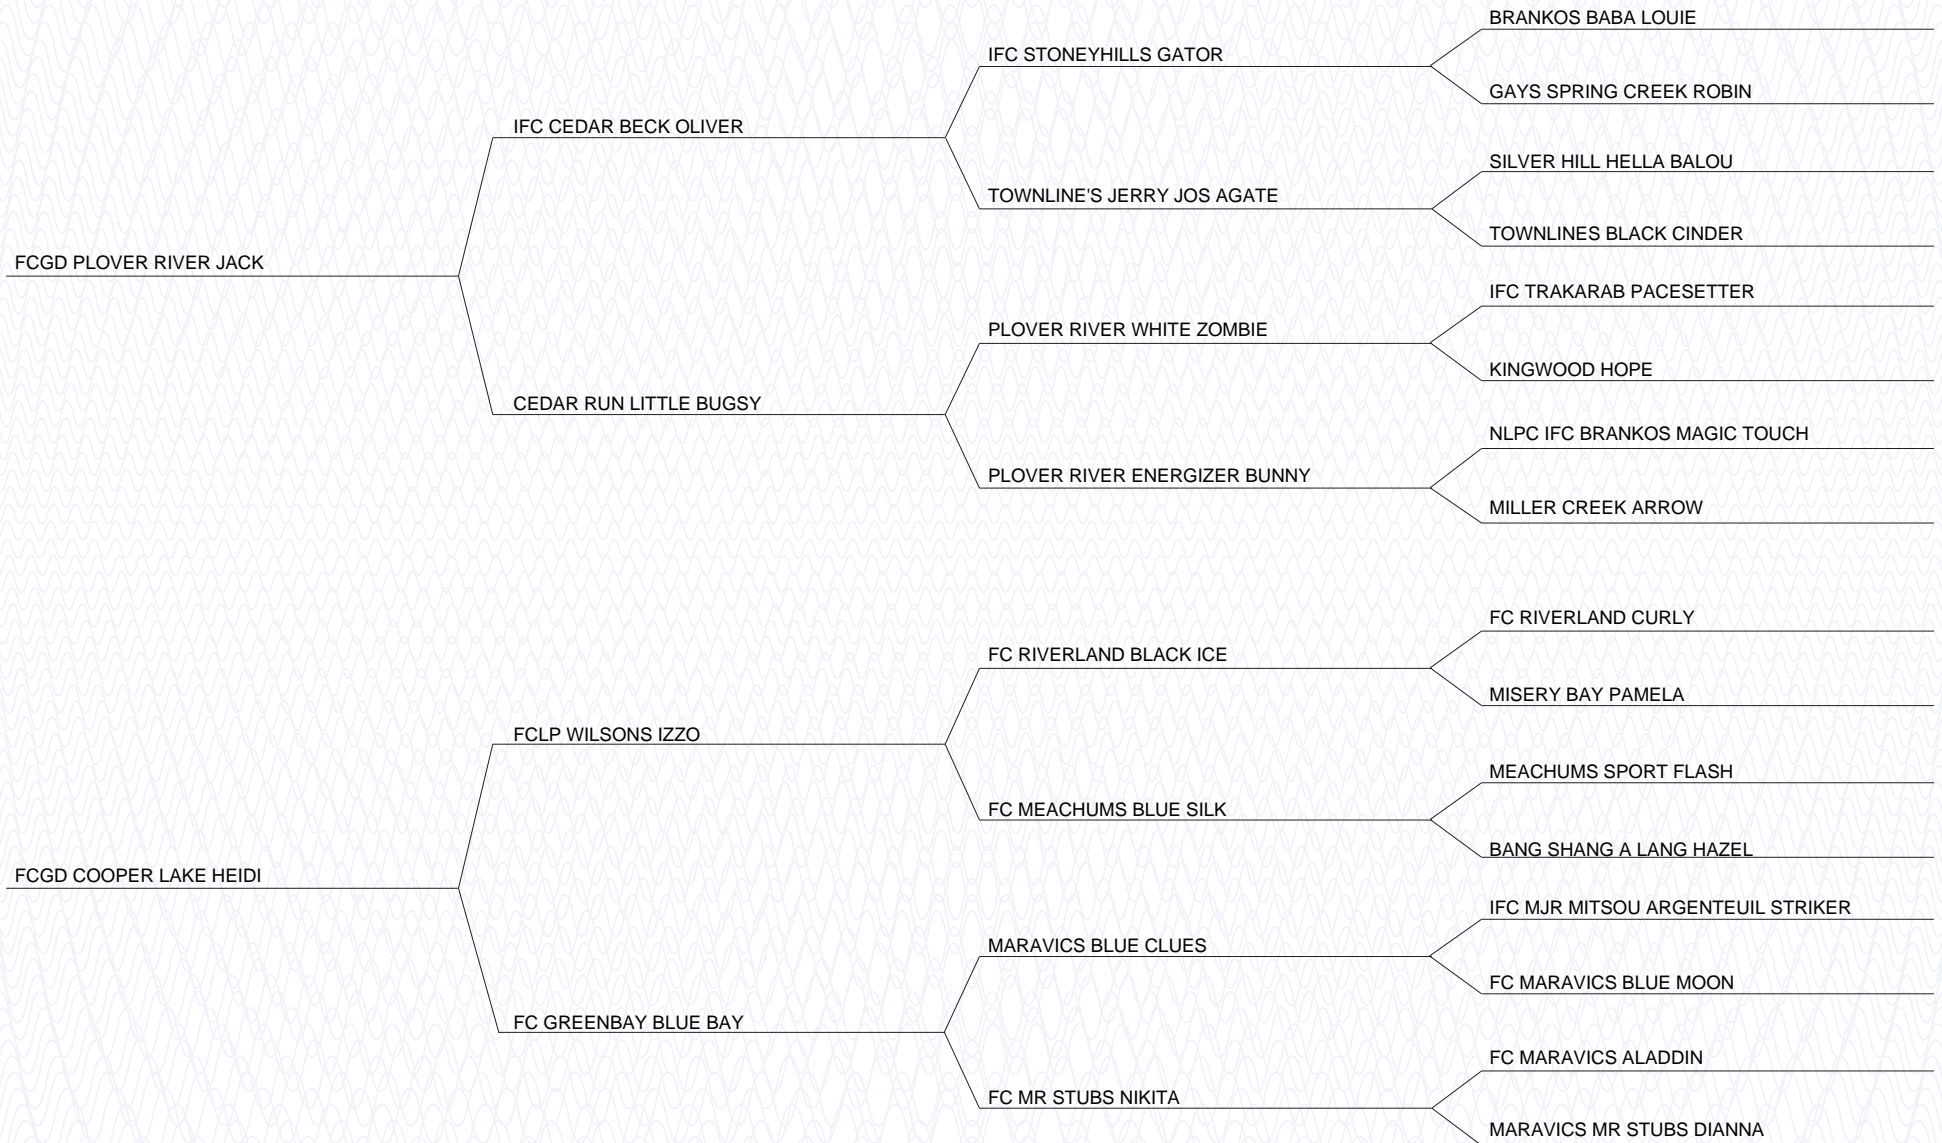 BRANKOS BABA LOUIE
IFC STONEYHILLS GATOR
GAYS SPRING CREEK ROBIN
IFC CEDAR BECK OLIVER
SILVER HILL HELLA BALOU
TOWNLINE'S JERRY JOS AGATE
TOWNLINES BLACK CINDER
FCGD PLOVER RIVER JACK
IFC TRAKARAB PACESETTER
PLOVER RIVER WHITE ZOMBIE
KINGWOOD HOPE
CEDAR RUN LITTLE BUGSY
NLPC IFC BRANKOS MAGIC TOUCH
PLOVER RIVER ENERGIZER BUNNY
MILLER CREEK ARROW
FC RIVERLAND CURLY
FC RIVERLAND BLACK ICE
MISERY BAY PAMELA
FCLP WILSONS IZZO
MEACHUMS SPORT FLASH
FC MEACHUMS BLUE SILK
BANG SHANG A LANG HAZEL
FCGD COOPER LAKE HEIDI
IFC MJR MITSOU ARGENTEUIL STRIKER
MARAVICS BLUE CLUES
FC MARAVICS BLUE MOON
FC GREENBAY BLUE BAY
FC MARAVICS ALADDIN
FC MR STUBS NIKITA
MARAVICS MR STUBS DIANNA